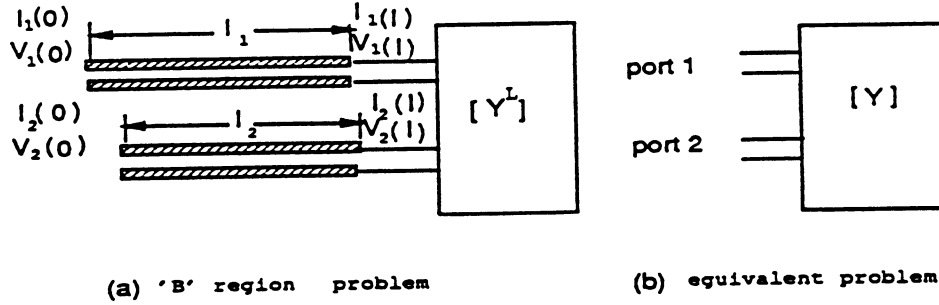 I₁(0) l₁ I₁(l)
V₁(0) V₁(l)
I₂(0) l₂ I₂(l)
V₂(0) V₂(l)
[Yᴸ]
port 1
port 2
[Y]
(a) 'B' region problem
(b) eguivalent problem